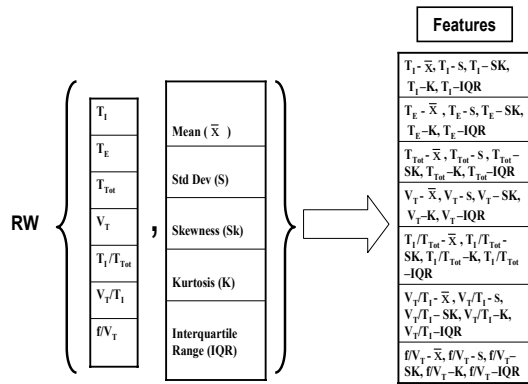 Features
RW
T_I
T_E
T_Tot
V_T
T_I/T_Tot
V_T/T_I
f/V_T
,
Mean ( x̅ )
Std Dev (S)
Skewness (Sk)
Kurtosis (K)
Interquartile
Range (IQR)
T_I- x̅, T_I- s, T_I– SK,
T_I–K, T_I–IQR
T_E- x̅ , T_E- s, T_E– SK,
T_E–K, T_E–IQR
T_Tot- x̅, T_Tot- s , T_Tot–
SK, T_Tot–K, T_Tot–IQR
V_T- x̅, V_T- s, V_T– SK,
V_T–K, V_T–IQR
T_I/T_Tot- x̅ , T_I/T_Tot-
SK, T_I/T_Tot–K, T_I/T_Tot
–IQR
V_T/T_I- x̅, V_T/T_I- s,
V_T/T_I– SK, V_T/T_I–K,
V_T/T_I–IQR
f/V_T- x̅, f/V_T- s, f/V_T–
SK, f/V_T–K, f/V_T–IQR